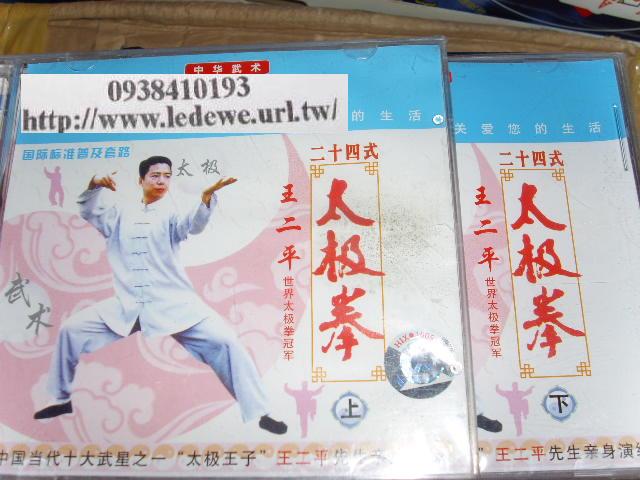 中华武术
0938410193
http://www.ledewe.url.tw/
的生活
国际标准普及套路
太极
武术
二十四式
太极拳
王二平
世界太极拳冠军
上
中国当代十大武星之一 "太极王子" 王二平先生亲
关爱您的生活
二十四式
太极拳
王二平
世界太极拳冠军
下
王二平先生亲身演练